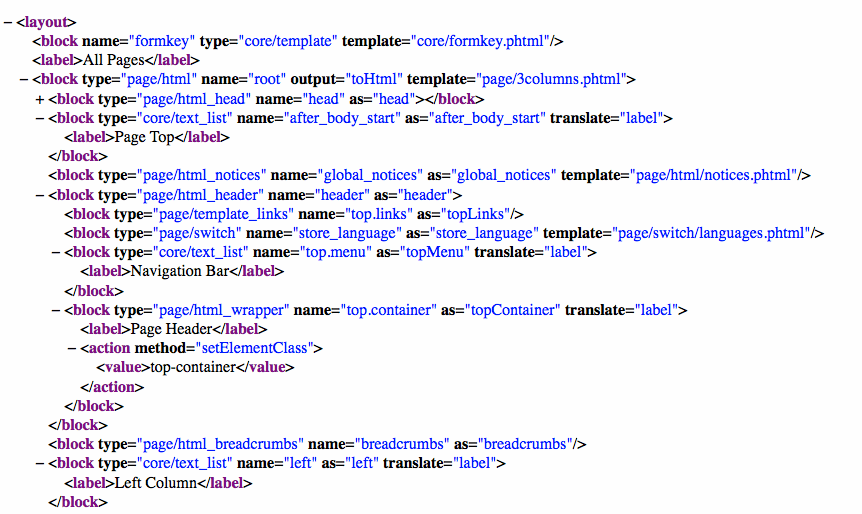 − <layout>
<block name="formkey" type="core/template" template="core/formkey.phtml"/>
<label>All Pages</label>
− <block type="page/html" name="root" output="toHtml" template="page/3columns.phtml">
+ <block type="page/html_head" name="head" as="head"></block>
− <block type="core/text_list" name="after_body_start" as="after_body_start" translate="label">
<label>Page Top</label>
</block>
<block type="page/html_notices" name="global_notices" as="global_notices" template="page/html/notices.phtml"/>
− <block type="page/html_header" name="header" as="header">
<block type="page/template_links" name="top.links" as="topLinks"/>
<block type="page/switch" name="store_language" as="store_language" template="page/switch/languages.phtml"/>
− <block type="core/text_list" name="top.menu" as="topMenu" translate="label">
<label>Navigation Bar</label>
</block>
− <block type="page/html_wrapper" name="top.container" as="topContainer" translate="label">
<label>Page Header</label>
− <action method="setElementClass">
<value>top-container</value>
</action>
</block>
</block>
<block type="page/html_breadcrumbs" name="breadcrumbs" as="breadcrumbs"/>
− <block type="core/text_list" name="left" as="left" translate="label">
<label>Left Column</label>
</block>